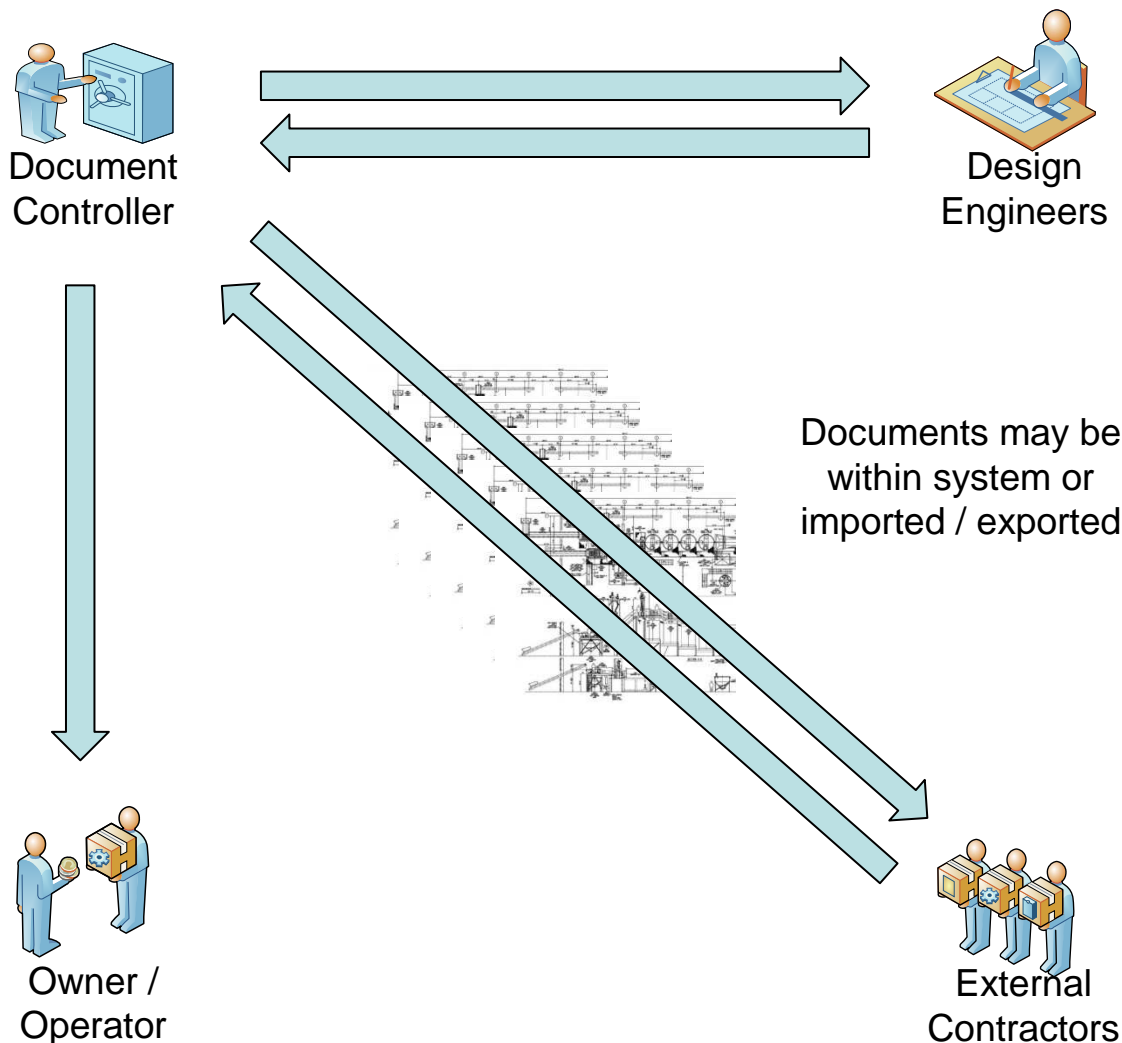 Document
Controller
Design
Engineers
Documents may be
within system or
imported / exported
Owner /
Operator
External
Contractors